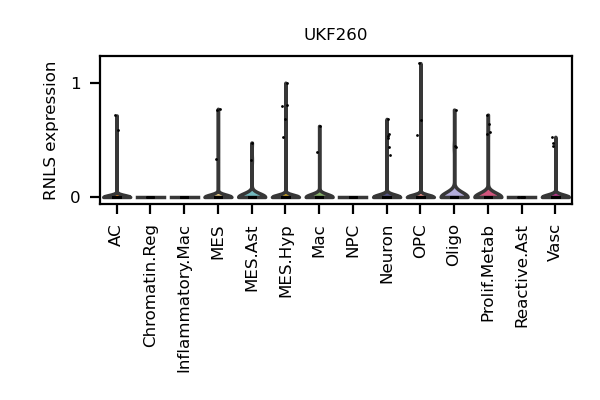 UKF260
RNLS expression
1
0
AC
Chromatin.Reg
Inflammatory.Mac
MES
MES.Ast
MES.Hyp
Mac
NPC
Neuron
OPC
Oligo
Prolif.Metab
Reactive.Ast
Vasc